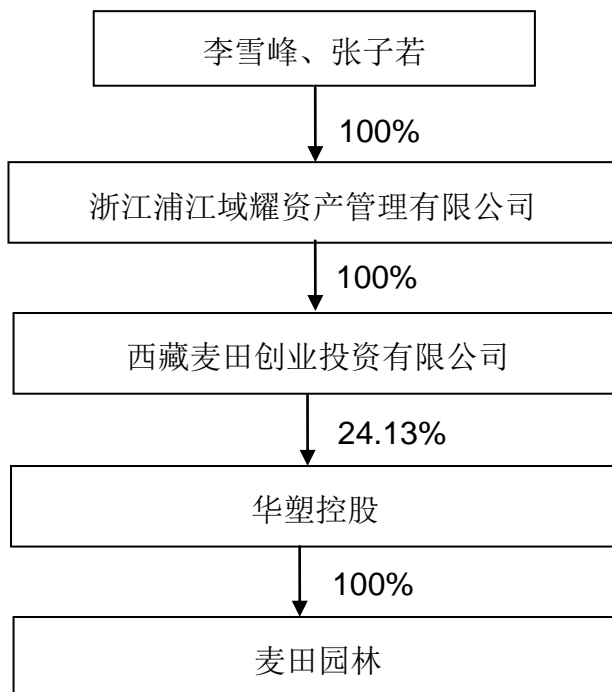 李雪峰、张子若
100%
浙江浦江域耀资产管理有限公司
100%
西藏麦田创业投资有限公司
24.13%
华塑控股
100%
麦田园林